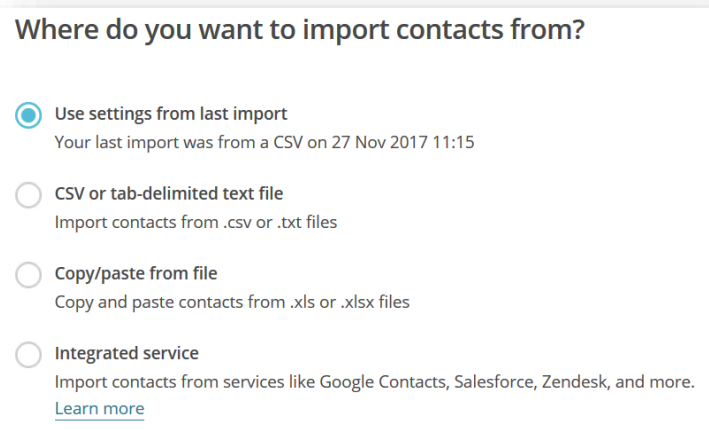 Where do you want to import contacts from?
Use settings from last import
Your last import was from a CSV on 27 Nov 2017 11:15
CSV or tab-delimited text file
Import contacts from .csv or .txt files
Copy/paste from file
Copy and paste contacts from .xls or .xlsx files
Integrated service
Import contacts from services like Google Contacts, Salesforce, Zendesk, and more.
Learn more